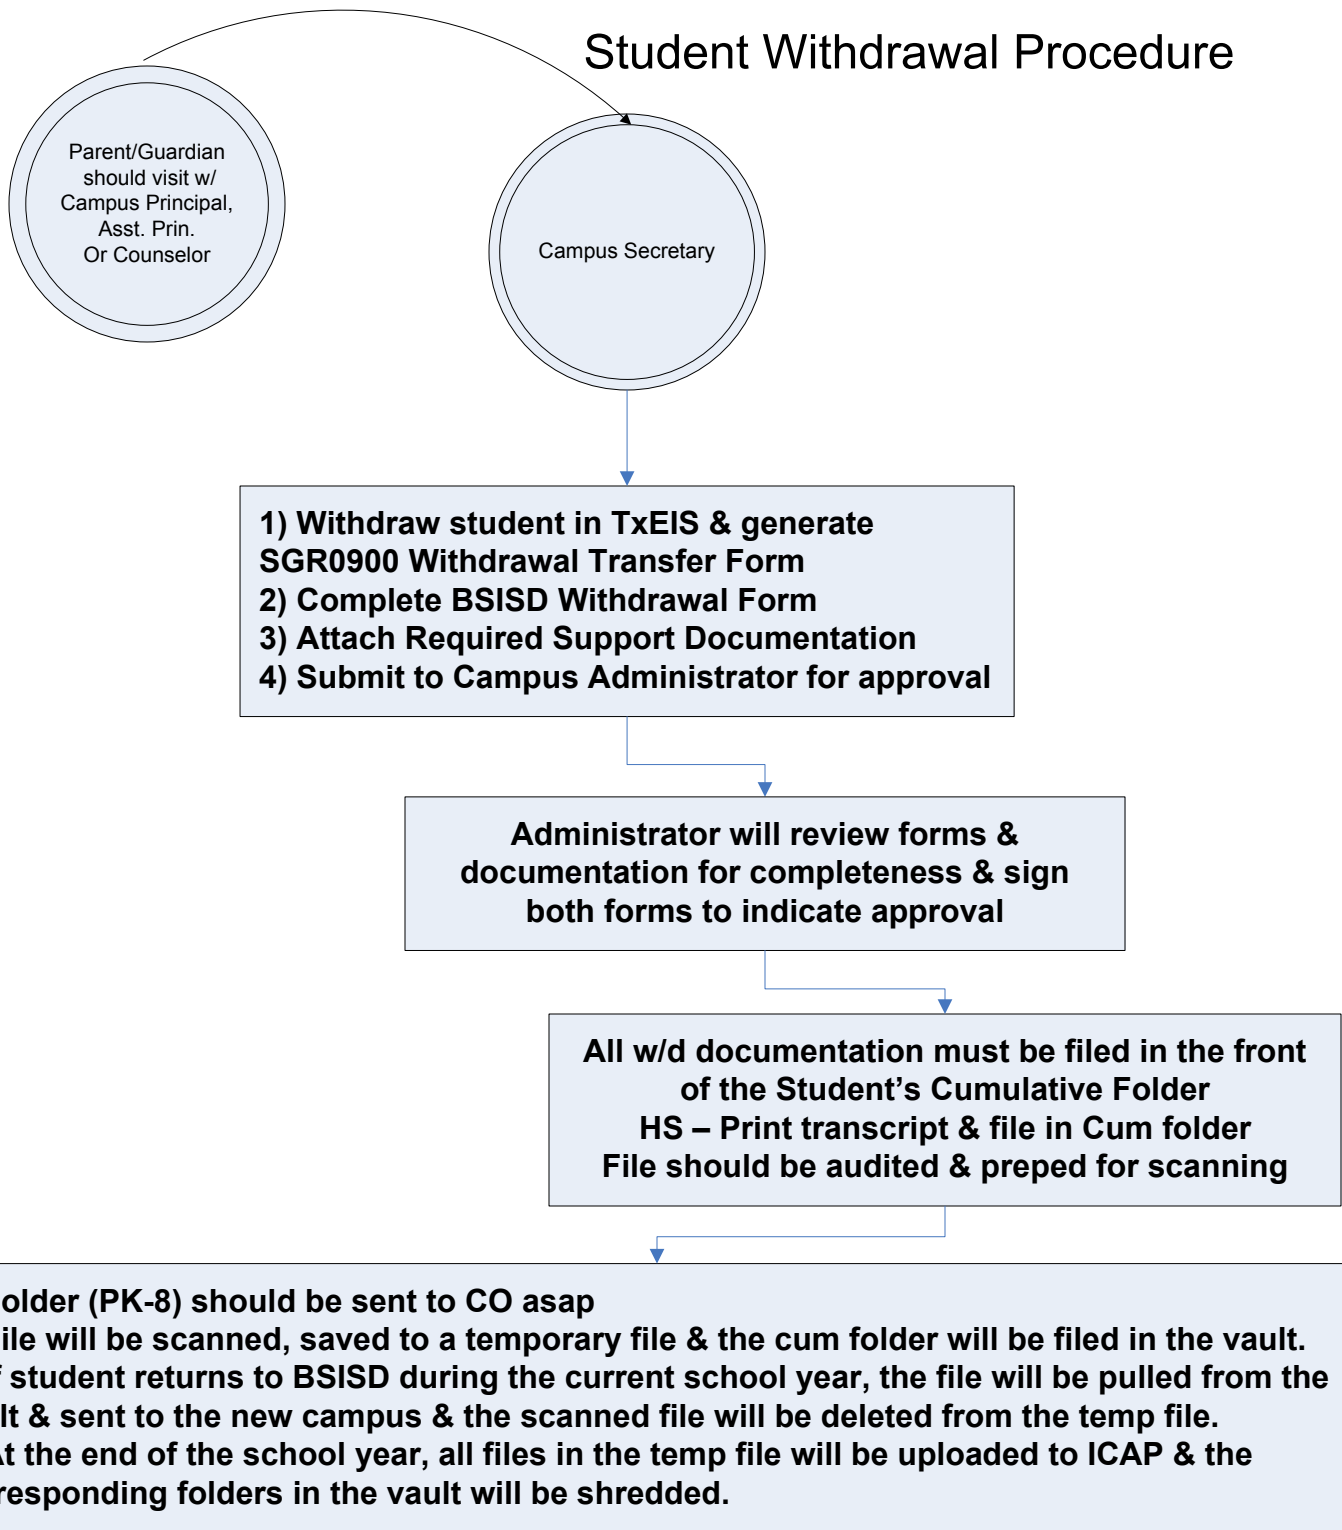 Student Withdrawal Procedure
Parent/Guardian
should visit w/
Campus Principal,
Asst. Prin.
Or Counselor
Campus Secretary
1) Withdraw student in TxEIS & generate
SGR0900 Withdrawal Transfer Form
2) Complete BSISD Withdrawal Form
3) Attach Required Support Documentation
4) Submit to Campus Administrator for approval
Administrator will review forms &
documentation for completeness & sign
both forms to indicate approval
All w/d documentation must be filed in the front
of the Student’s Cumulative Folder
HS – Print transcript & file in Cum folder
File should be audited & preped for scanning
older (PK-8) should be sent to CO asap
ile will be scanned, saved to a temporary file & the cum folder will be filed in the vault.
f student returns to BSISD during the current school year, the file will be pulled from the
lt & sent to the new campus & the scanned file will be deleted from the temp file.
At the end of the school year, all files in the temp file will be uploaded to ICAP & the
responding folders in the vault will be shredded.